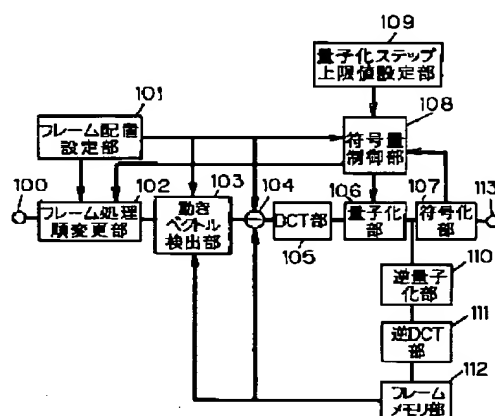 109
量子化ステップ
上限値設定部
101
108
フレーム配置
設定部
符号量
制御部
100
102
103
104
106
107
113
フレーム処理
順変更部
動き
ベクトル
検出部
DCT部
量子化
部
符号化
部
105
110
逆量子
化部
111
逆DCT
部
112
フレーム
メモリ部